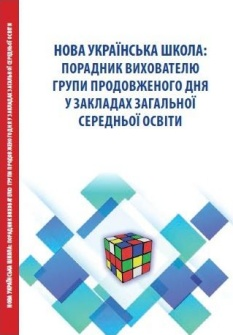 НОВА УКРАЇНСЬКА ШКОЛА:
ПОРАДНИК ВИХОВАТЕЛЮ
ГРУПИ ПРОДОВЖЕНОГО ДНЯ
У ЗАКЛАДАХ ЗАГАЛЬНОЇ
СЕРЕДНЬОЇ ОСВІТИ
НОВА УКРАЇНСЬКА ШКОЛА: ПОРАДНИК ВИХОВАТЕЛЮ ГРУПИ ПРОДОВЖЕНОГО ДНЯ У ЗАКЛАДАХ ЗАГАЛЬНОЇ СЕРЕДНЬОЇ ОСВІТИ